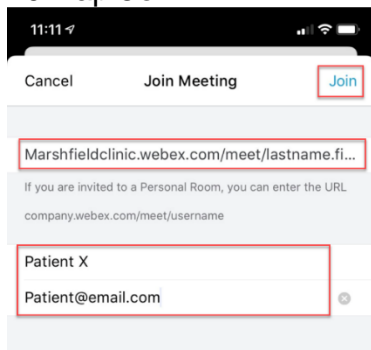 11:11
Cancel Join Meeting Join
Marshfieldclinic.webex.com/meet/lastname.fi...
If you are invited to a Personal Room, you can enter the URL
company.webex.com/meet/username
Patient X
Patient@email.com